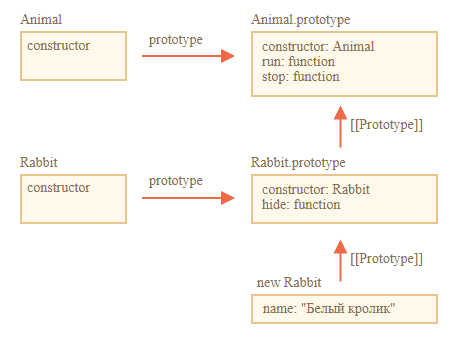 Animal
constructor
prototype
Animal.prototype
constructor: Animal
run: function
stop: function
[[Prototype]]
Rabbit
constructor
prototype
Rabbit.prototype
constructor: Rabbit
hide: function
[[Prototype]]
new Rabbit
name: "Белый кролик"